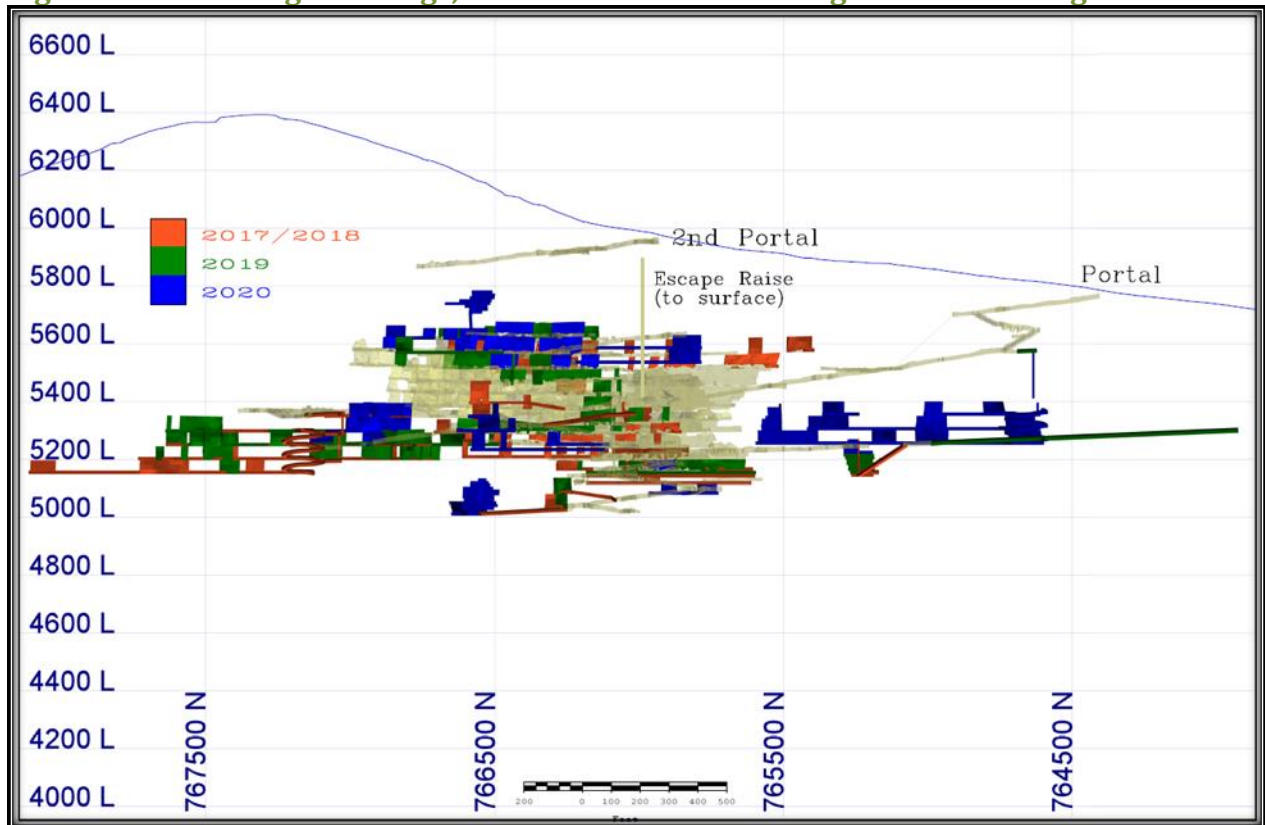 6600 L
6400 L
6200 L
6000 L
2017/2018
2nd Portal
2019
5800 L
Escape Raise
(to surface)
Portal
2020
5600 L
5400 L
5200 L
5000 L
4800 L
4600 L
4400 L
4200 L
4000 L
767500 N
766500 N
765500 N
764500 N
200 0 100 200 300 400 500